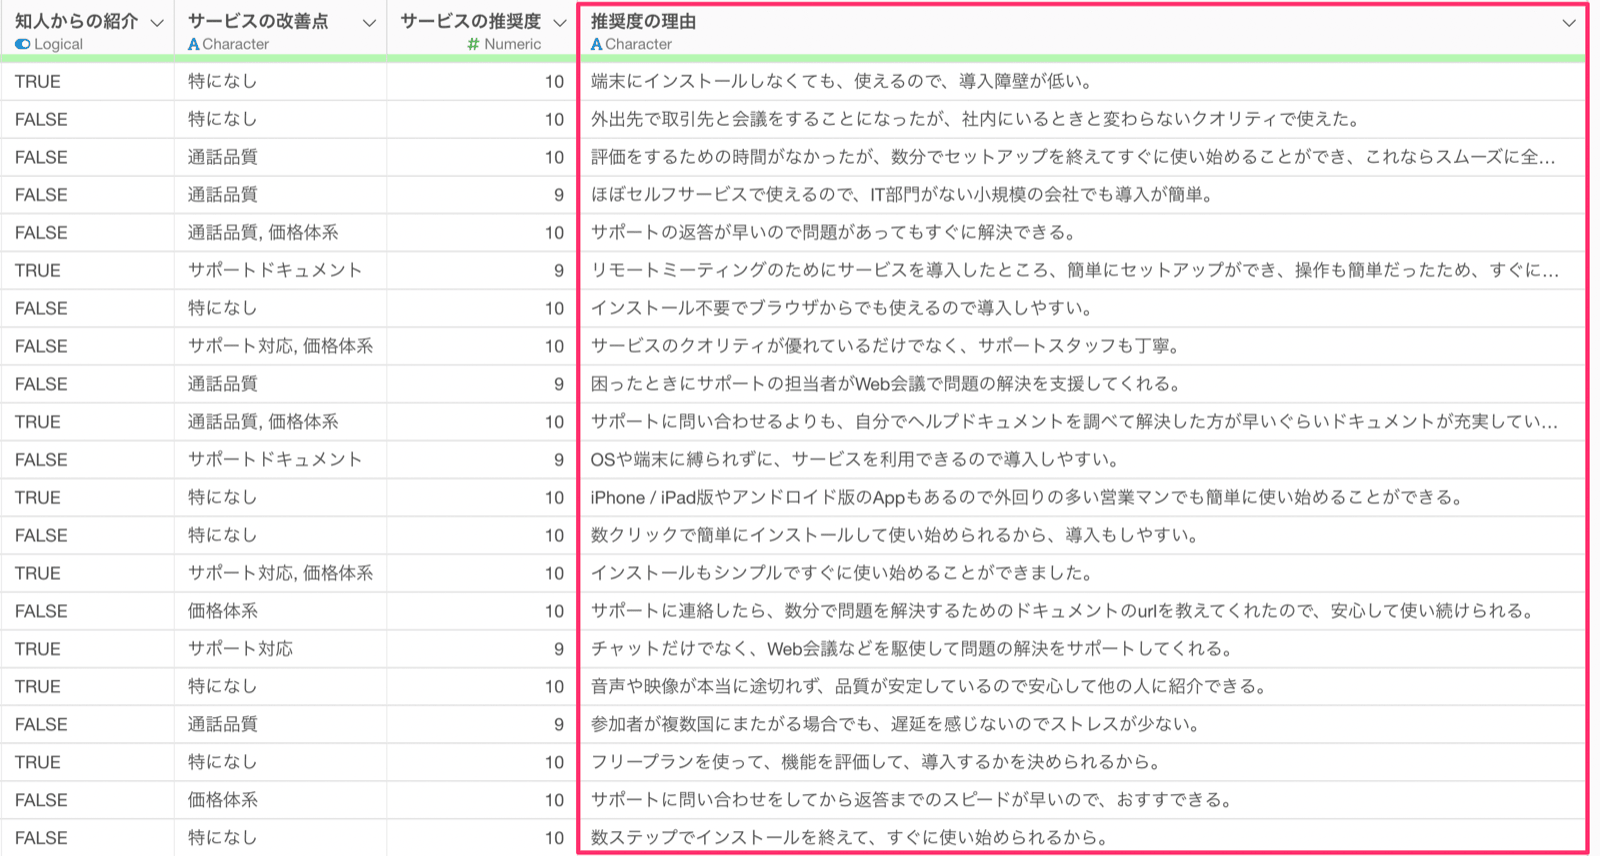 知人からの紹介 サービスの改善点 サービスの推奨度 推奨度の理由
Logical A Character # Numeric A Character
TRUE 特になし 10 端末にインストールしなくても、使えるので、導入障壁が低い。
FALSE 特になし 10 外出先で取引先と会議をすることになったが、社内にいるときと変わらないクオリティで使えた。
FALSE 通話品質 10 評価をするための時間がなかったが、数分でセットアップを終えてすぐに使い始めることができ、これならスムーズに全...
FALSE 通話品質 9 ほぼセルフサービスで使えるので、IT部門がない小規模の会社でも導入が簡単。
FALSE 通話品質, 価格体系 10 サポートの返答が早いので問題があってもすぐに解決できる。
TRUE サポートドキュメント 9 リモートミーティングのためにサービスを導入したところ、簡単にセットアップができ、操作も簡単だったため、すぐに...
FALSE 特になし 10 インストール不要でブラウザからでも使えるので導入しやすい。
FALSE サポート対応, 価格体系 10 サービスのクオリティが優れているだけでなく、サポートスタッフも丁寧。
FALSE 通話品質 9 困ったときにサポートの担当者がWeb会議で問題の解決を支援してくれる。
TRUE 通話品質, 価格体系 10 サポートに問い合わせるよりも、自分でヘルプドキュメントを調べて解決した方が早いぐらいドキュメントが充実してい...
FALSE サポートドキュメント 9 OSや端末に縛られずに、サービスを利用できるので導入しやすい。
TRUE 特になし 10 iPhone / iPad版やアンドロイド版のAppもあるので外回りの多い営業マンでも簡単に使い始めることができる。
FALSE 特になし 10 数クリックで簡単にインストールして使い始められるから、導入もしやすい。
TRUE サポート対応, 価格体系 10 インストールもシンプルですぐに使い始めることができました。
FALSE 価格体系 10 サポートに連絡したら、数分で問題を解決するためのドキュメントのurlを教えてくれたので、安心して使い続けられる。
TRUE サポート対応 9 チャットだけでなく、Web会議などを駆使して問題の解決をサポートしてくれる。
TRUE 特になし 10 音声や映像が本当に途切れず、品質が安定しているので安心して他の人に紹介できる。
FALSE 通話品質 9 参加者が複数国にまたがる場合でも、遅延を感じないのでストレスが少ない。
TRUE 特になし 10 フリープランを使って、機能を評価して、導入するかを決められるから。
FALSE 価格体系 10 サポートに問い合わせをしてから返答までのスピードが早いので、おすすできる。
FALSE 特になし 10 数ステップでインストールを終えて、すぐに使い始められるから。